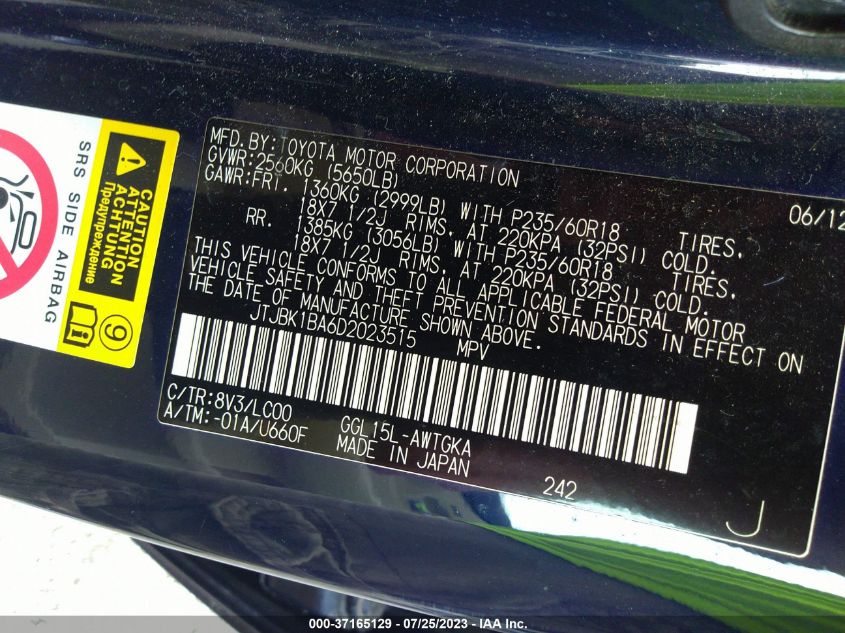 SRS SIDE AIRBAG
CAUTION
ATTENTION
ACHTUNG
Предупреждение
9
MFD. BY: TOYOTA MOTOR CORPORATION 06/12
GVWR: 2560KG (5650LB)
GAWR: FRI. 1360KG (2999LB) WITH P235/60R18 TIRES,
18X7 1/2J RIMS, AT 220KPA (32PSI) COLD.
RR. 1385KG (3056LB) WITH P235/60R18 TIRES,
18X7 1/2J RIMS, AT 220KPA (32PSI) COLD.
THIS VEHICLE CONFORMS TO ALL APPLICABLE FEDERAL MOTOR
VEHICLE SAFETY AND THEFT PREVENTION STANDARDS IN EFFECT ON
THE DATE OF MANUFACTURE SHOWN ABOVE.
JTJBK1BA6D2023515 MPV
C/TR: 8V3/LC00
A/TM: -01A/U660F GGL15L-AWTGKA
MADE IN JAPAN
242
J
000-37165129 - 07/25/2023 - IAA Inc.